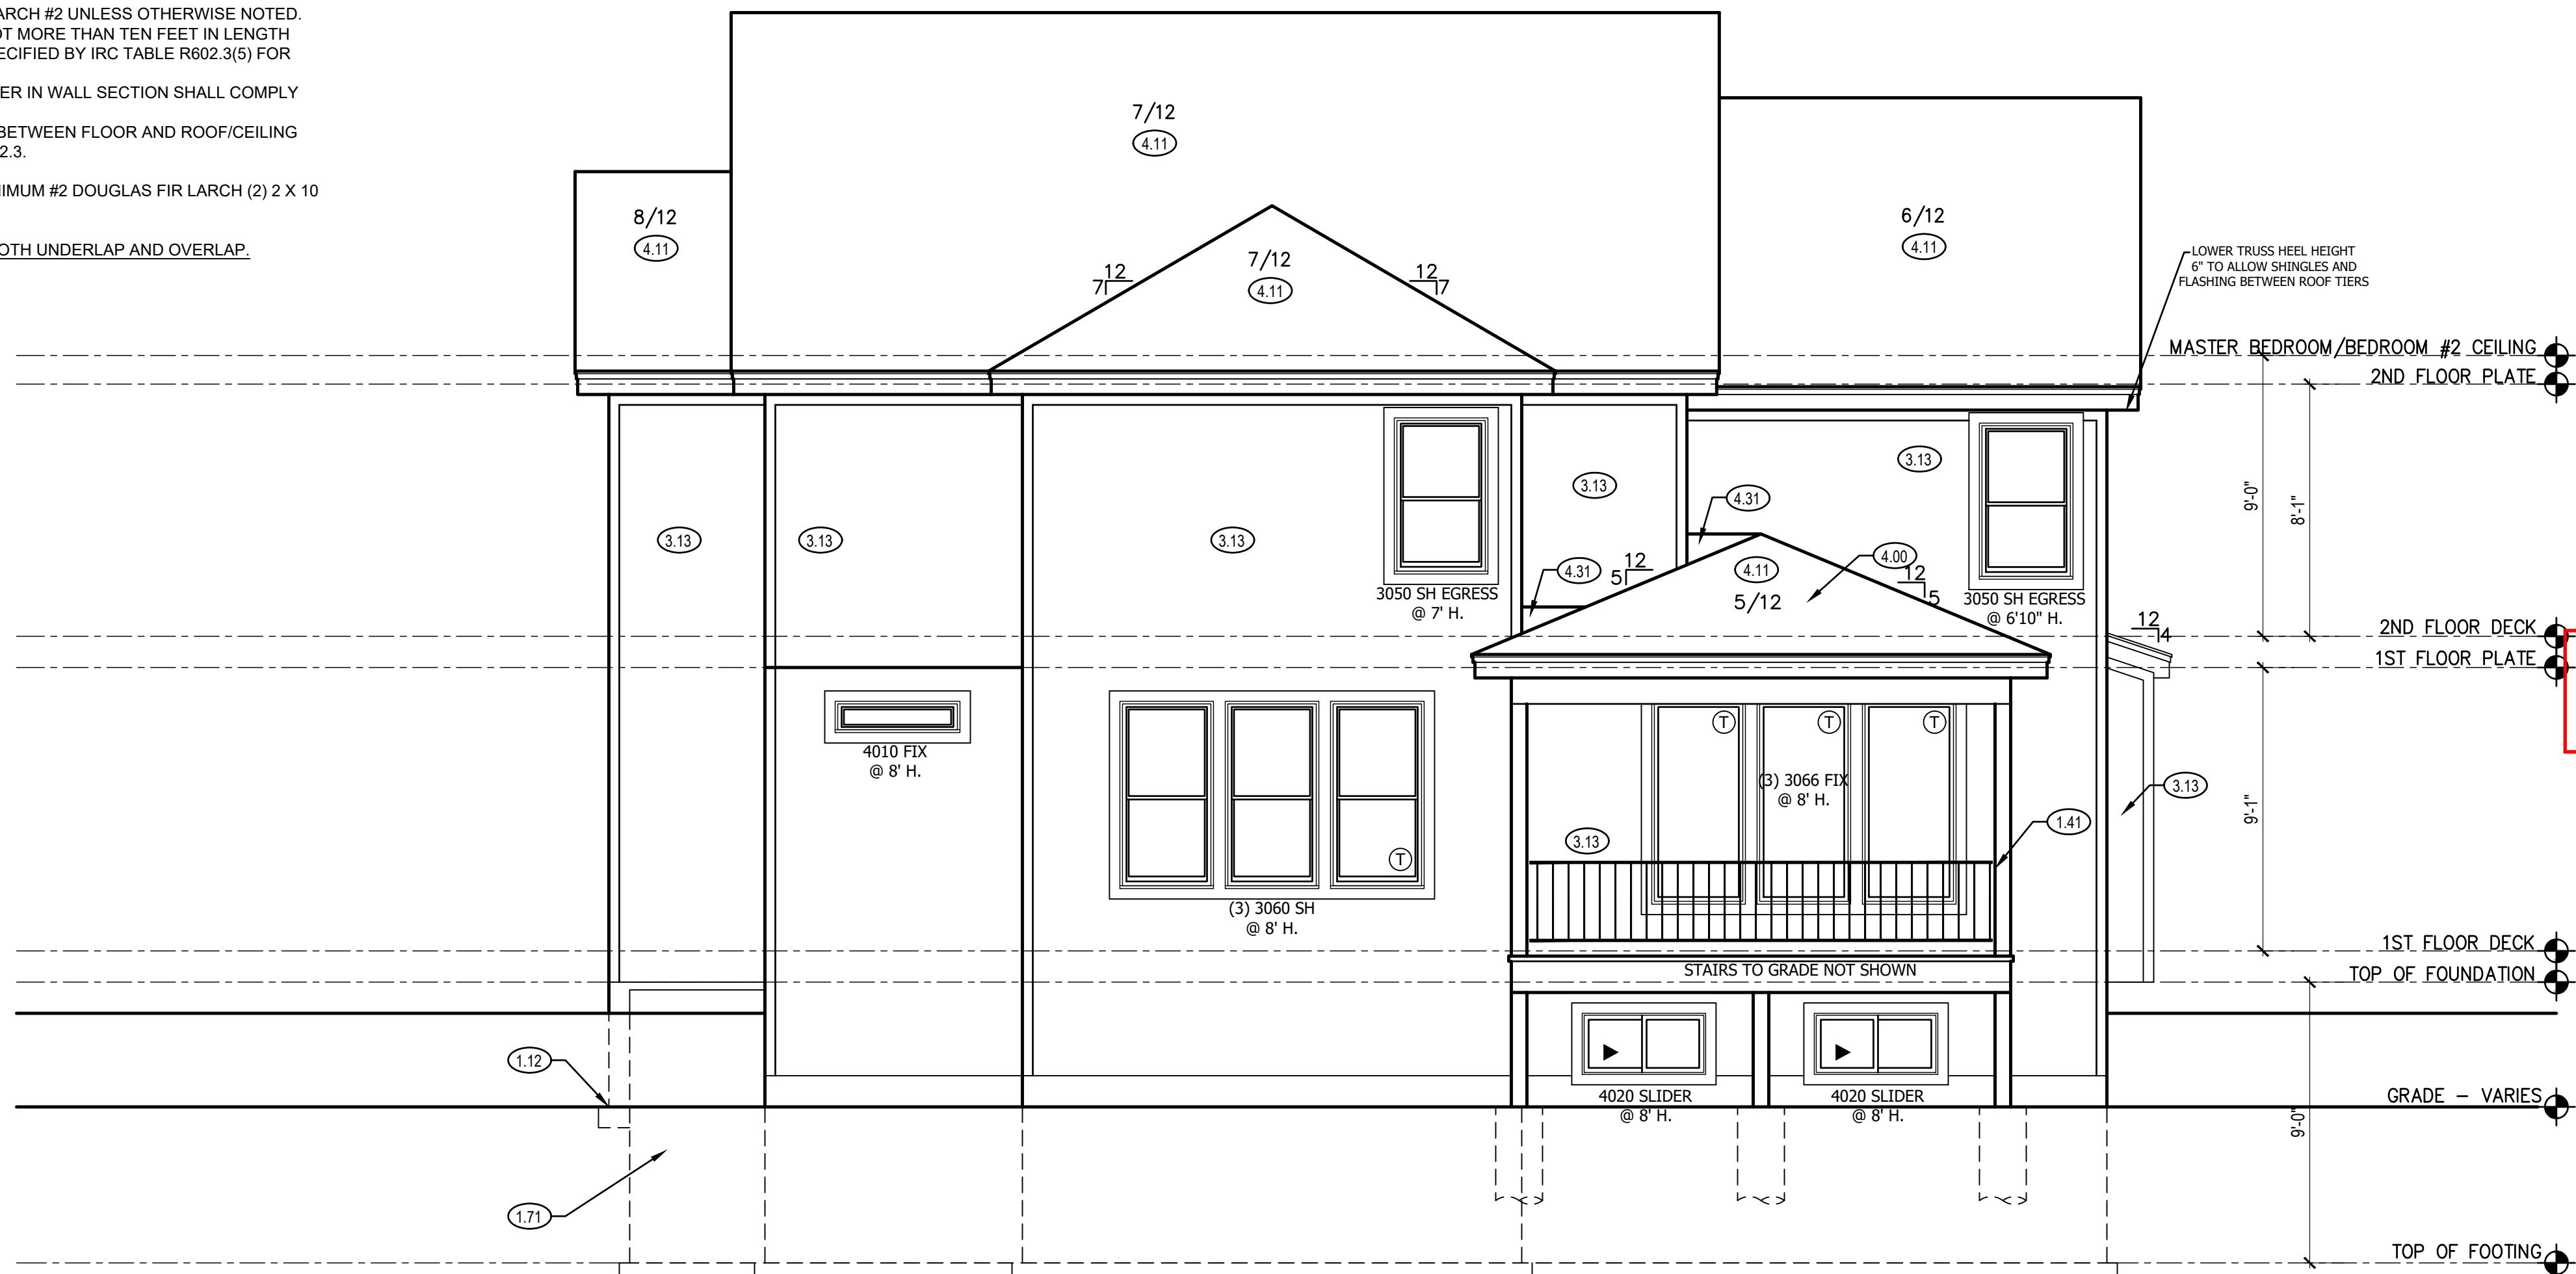 ARCH #2 UNLESS OTHERWISE NOTED.
OT MORE THAN TEN FEET IN LENGTH
ECIFIED BY IRC TABLE R602.3(5) FOR
ER IN WALL SECTION SHALL COMPLY
BETWEEN FLOOR AND ROOF/CEILING
2.3.
IMUM #2 DOUGLAS FIR LARCH (2) 2 X 10
OTH UNDERLAP AND OVERLAP.
7/12
4.11
8/12
4.11
6/12
4.11
7/12
4.11
12
7
12
7
LOWER TRUSS HEEL HEIGHT
6" TO ALLOW SHINGLES AND
FLASHING BETWEEN ROOF TIERS
MASTER BEDROOM/BEDROOM #2 CEILING
2ND FLOOR PLATE
3.13
3.13
3.13
3.13
3.13
4.31
4.31
3050 SH EGRESS
@ 7' H.
12
5
4.11
5/12
4.00
12
5
3050 SH EGRESS
@ 6'10" H.
9'-0"
8'-1"
12
4
2ND FLOOR DECK
1ST FLOOR PLATE
4010 FIX
@ 8' H.
T
T
T
T
(3) 3066 FIX
@ 8' H.
3.13
3.13
1.41
9'-1"
(3) 3060 SH
@ 8' H.
1ST FLOOR DECK
STAIRS TO GRADE NOT SHOWN
TOP OF FOUNDATION
1.12
4020 SLIDER
@ 8' H.
4020 SLIDER
@ 8' H.
GRADE - VARIES
9'-0"
1.71
TOP OF FOOTING